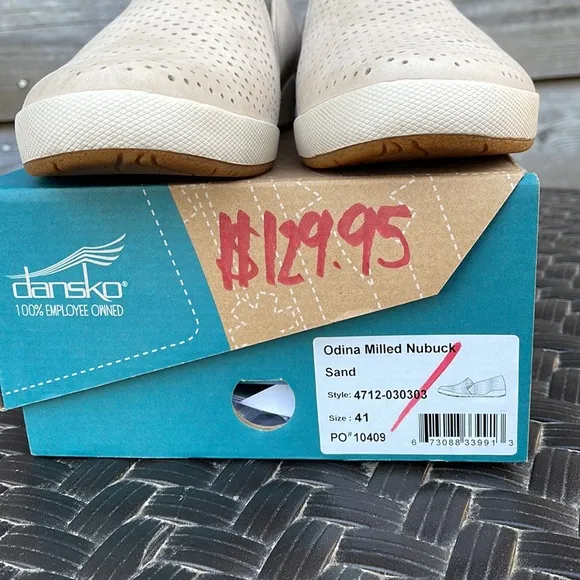 $129.95
dansko®
100% EMPLOYEE OWNED
Odina Milled Nubuck
Sand
Style: 4712-030303
Size : 41
PO# 10409
6 73088 33991 3